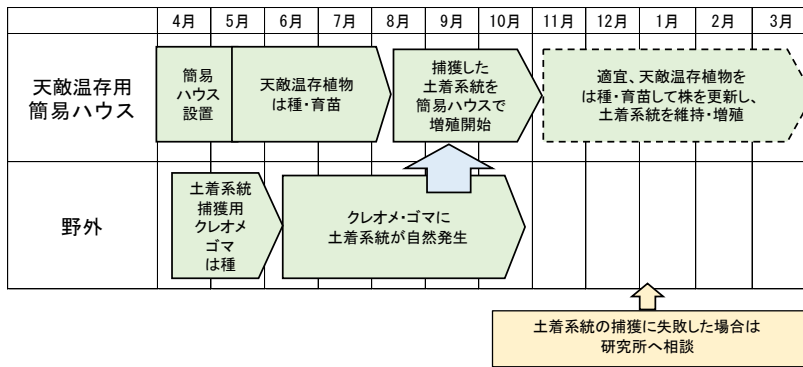 4月 5月 6月 7月 8月 9月 10月 11月 12月 1月 2月 3月
天敵温存用
簡易ハウス
簡易
ハウス
設置
天敵温存植物
は種・育苗
捕獲した
土着系統を
簡易ハウスで
増殖開始
適宜、天敵温存植物を
は種・育苗して株を更新し、
土着系統を維持・増殖
野外
土着系統
捕獲用
クレオメ
ゴマ
は種
クレオメ・ゴマに
土着系統が自然発生
土着系統の捕獲に失敗した場合は
研究所へ相談